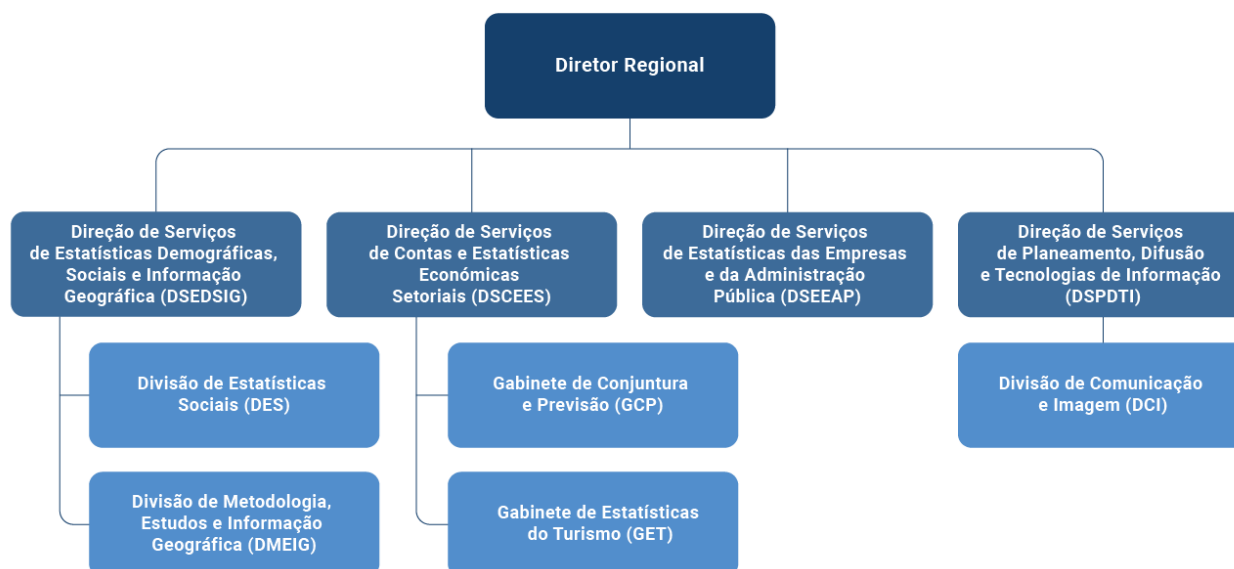 Diretor Regional
Direção de Serviços
de Estatísticas Demográficas,
Sociais e Informação
Geográfica (DSEDSIG)
Direção de Serviços
de Contas e Estatísticas
Económicas
Setoriais (DSCEES)
Direção de Serviços
de Estatísticas das Empresas
e da Administração
Pública (DSEEAP)
Direção de Serviços
de Planeamento, Difusão
e Tecnologias de Informação
(DSPDTI)
Divisão de Estatísticas
Sociais (DES)
Gabinete de Conjuntura
e Previsão (GCP)
Divisão de Comunicação
e Imagem (DCI)
Divisão de Metodologia,
Estudos e Informação
Geográfica (DMEIG)
Gabinete de Estatísticas
do Turismo (GET)